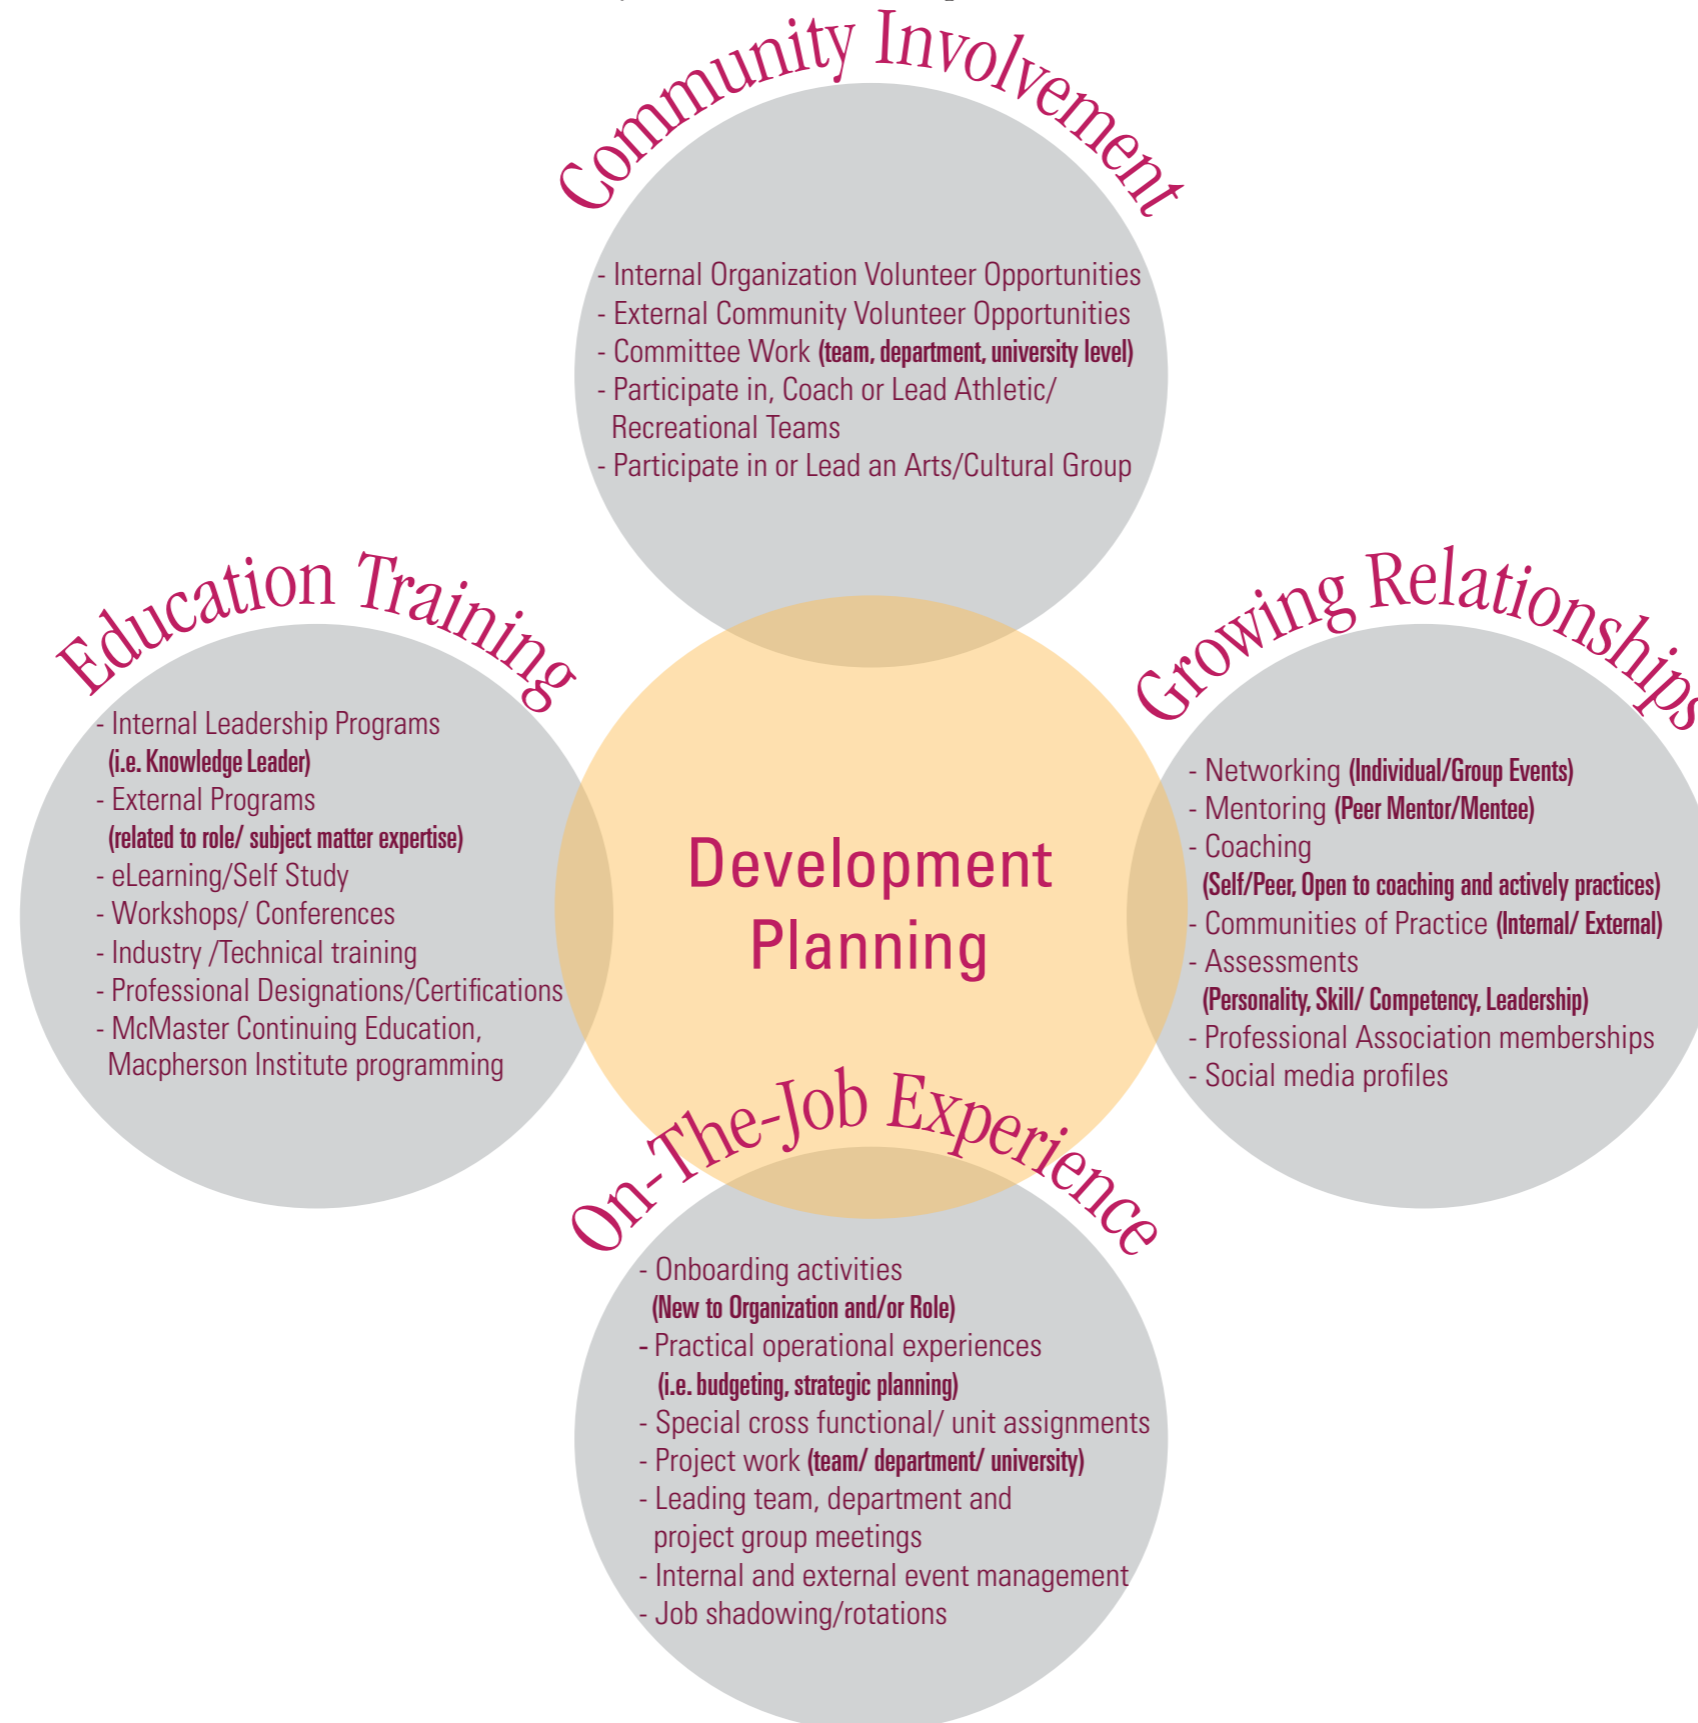 Community Involvement
- Internal Organization Volunteer Opportunities
- External Community Volunteer Opportunities
- Committee Work (team, department, university level)
- Participate in, Coach or Lead Athletic/
Recreational Teams
- Participate in or Lead an Arts/Cultural Group
Education Training
- Internal Leadership Programs
(i.e. Knowledge Leader)
- External Programs
(related to role/ subject matter expertise)
- eLearning/Self Study
- Workshops/ Conferences
- Industry /Technical training
- Professional Designations/Certifications
- McMaster Continuing Education,
Macpherson Institute programming
Development
Planning
Growing Relationships
- Networking (Individual/Group Events)
- Mentoring (Peer Mentor/Mentee)
- Coaching
(Self/Peer, Open to coaching and actively practices)
- Communities of Practice (Internal/ External)
- Assessments
(Personality, Skill/ Competency, Leadership)
- Professional Association memberships
- Social media profiles
On-The-Job Experience
- Onboarding activities
(New to Organization and/or Role)
- Practical operational experiences
(i.e. budgeting, strategic planning)
- Special cross functional/ unit assignments
- Project work (team/ department/ university)
- Leading team, department and
project group meetings
- Internal and external event management
- Job shadowing/rotations